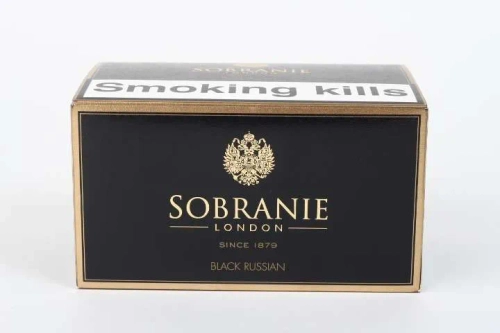 SOBRANIE
Smoking kills
SOBRANIE
LONDON
SINCE 1879
BLACK RUSSIAN